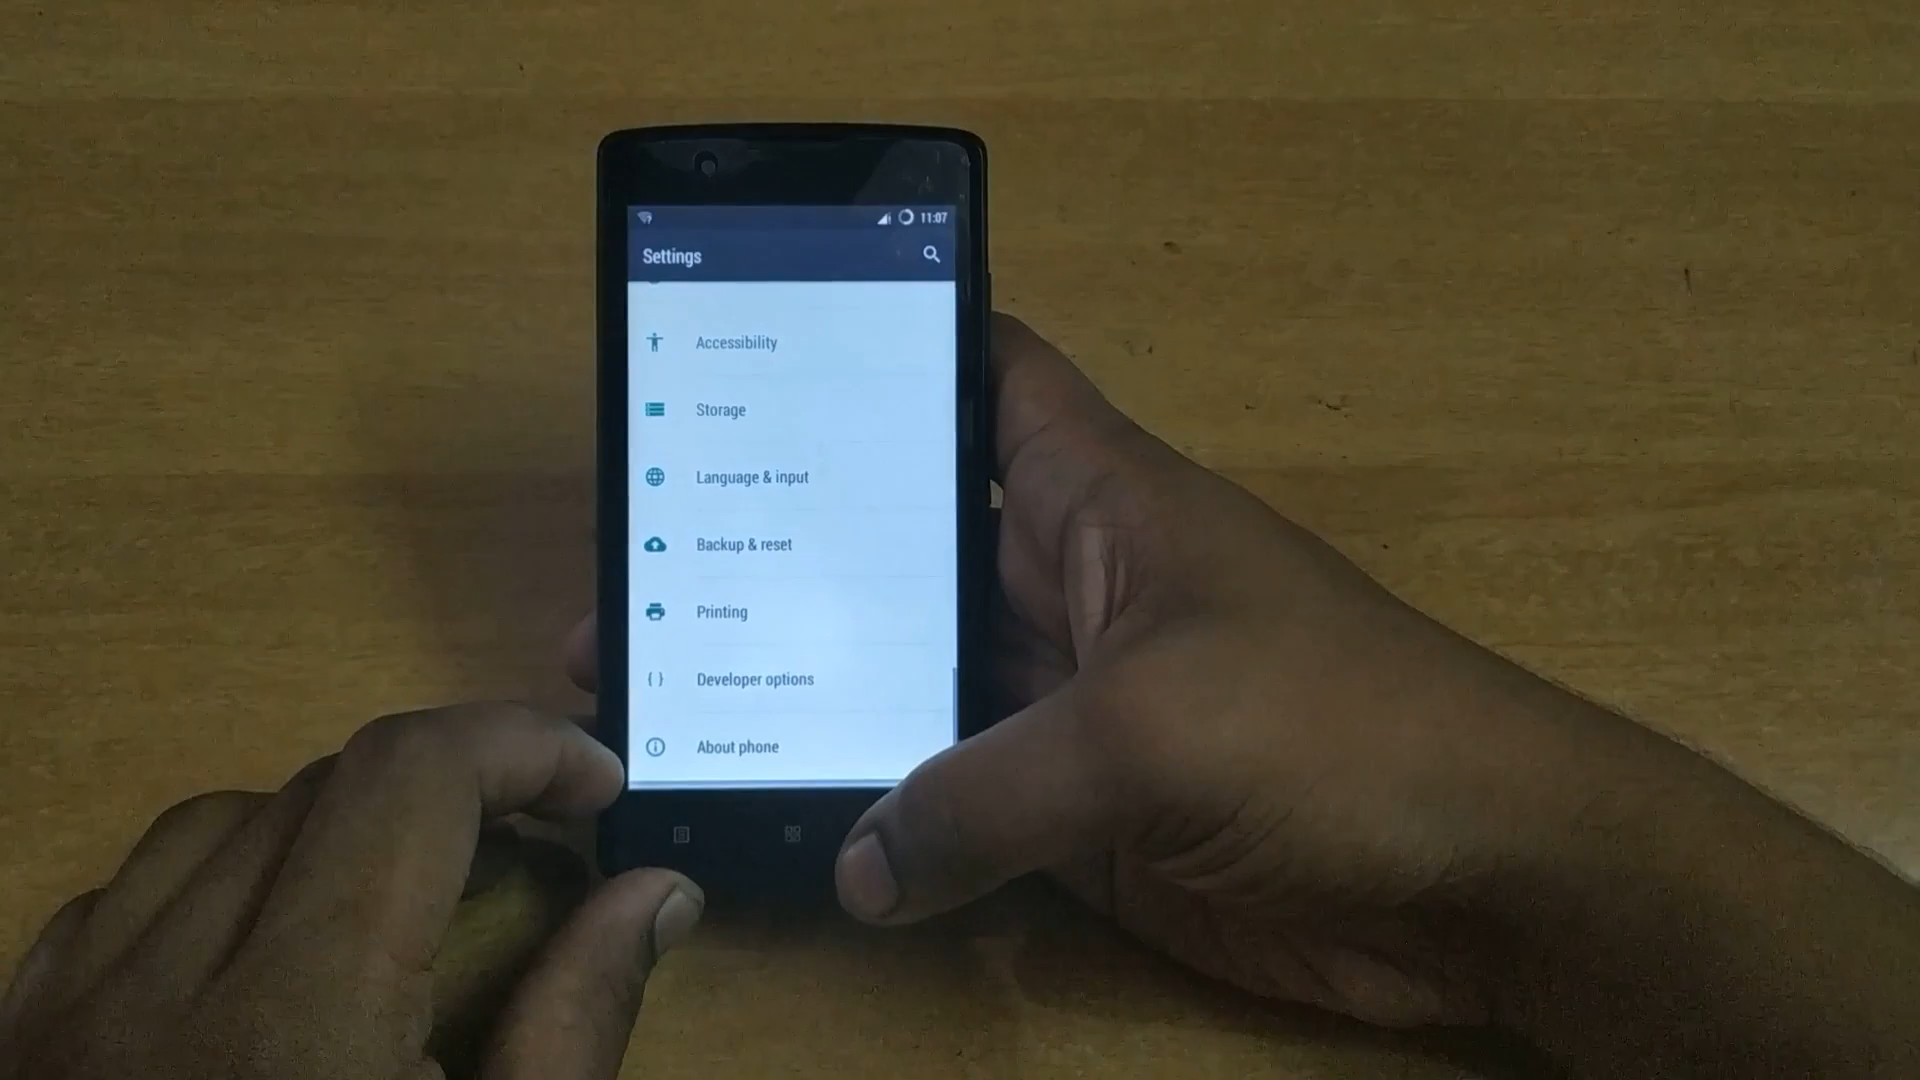 11:07
Settings
Accessibility
Storage
Language & input
Backup & reset
Printing
{ } Developer options
About phone